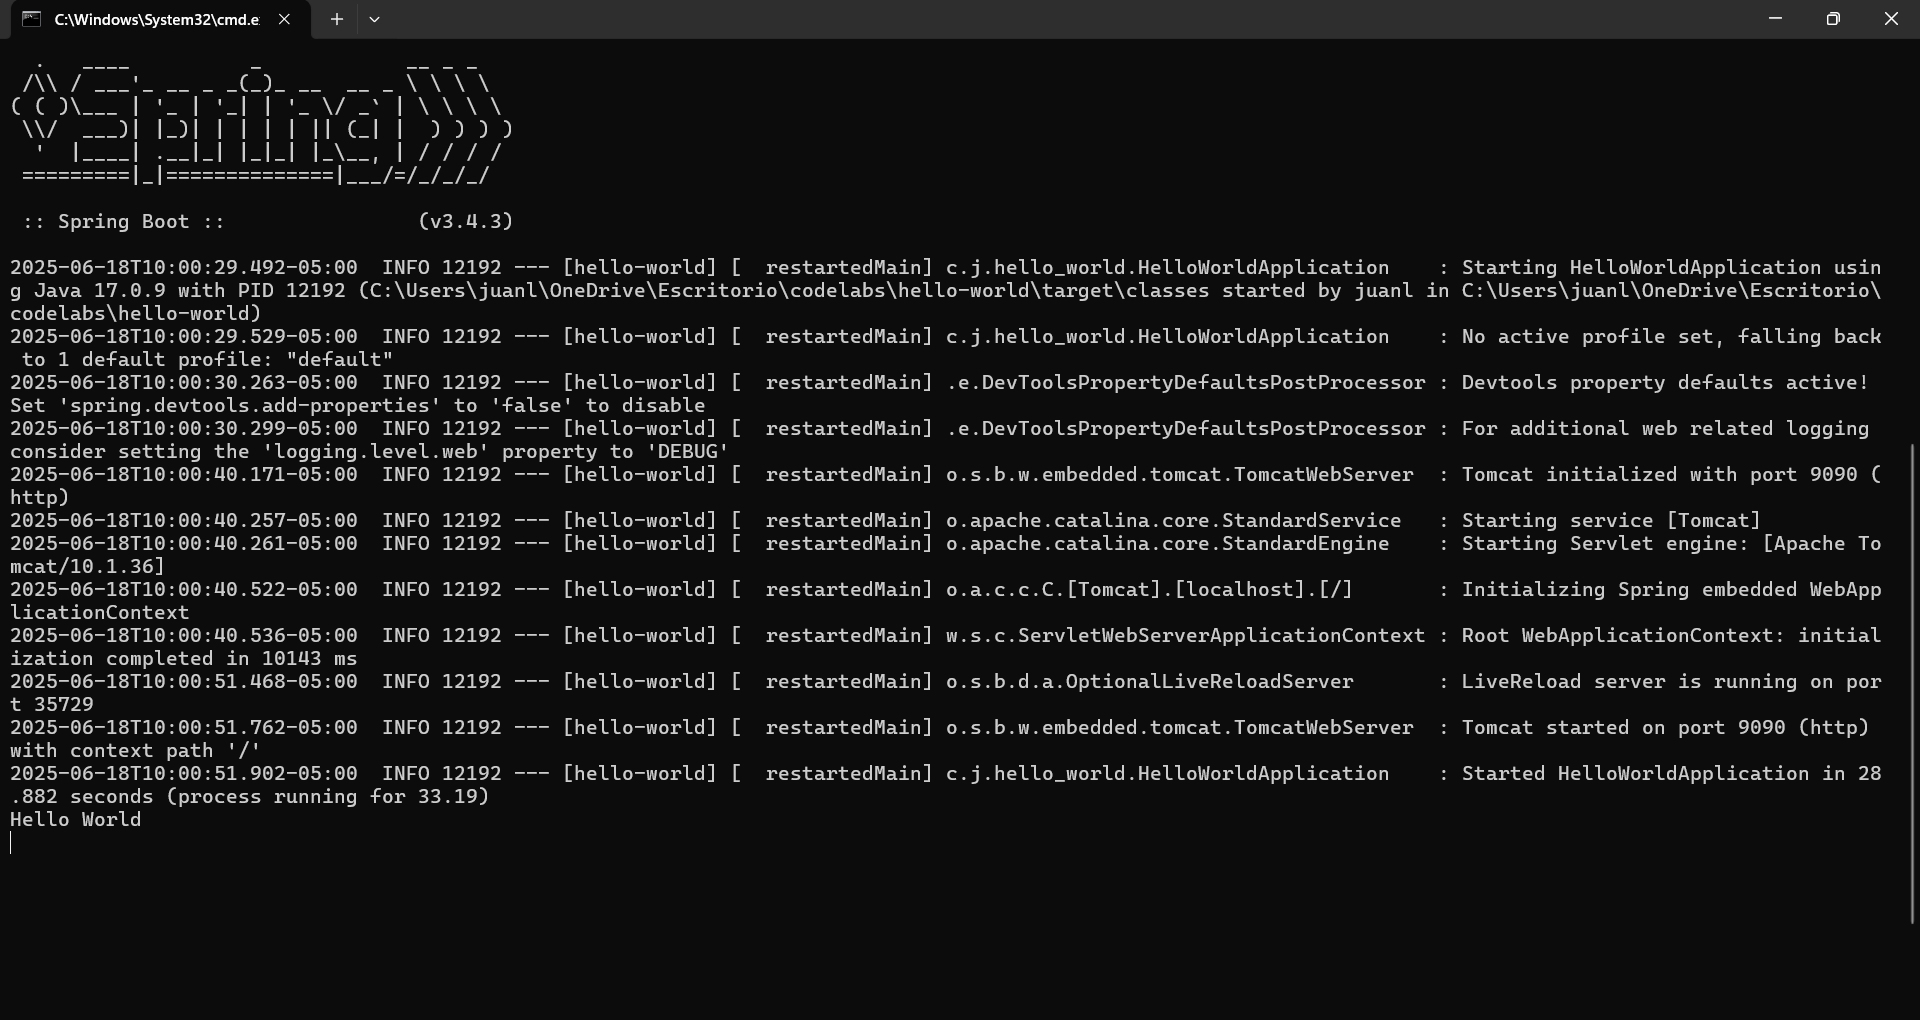 C:\Windows\System32\cmd.e
  .   ____          _            __ _ _
 /\\ / ___'_ __ _ _(_)_ __  __ _ \ \ \ \
( ( )\___ | '_ | '_| | '_ \/ _` | \ \ \ \
 \\/  ___)| |_)| | | | | || (_| |  ) ) ) )
  '  |____| .__|_| |_|_| |_\__, | / / / /
 =========|_|==============|___/=/_/_/_/
 :: Spring Boot ::                (v3.4.3)
2025-06-18T10:00:29.492-05:00  INFO 12192 --- [hello-world] [  restartedMain] c.j.hello_world.HelloWorldApplication    : Starting HelloWorldApplication usin
g Java 17.0.9 with PID 12192 (C:\Users\juanl\OneDrive\Escritorio\codelabs\hello-world\target\classes started by juanl in C:\Users\juanl\OneDrive\Escritorio\
codelabs\hello-world)
2025-06-18T10:00:29.529-05:00  INFO 12192 --- [hello-world] [  restartedMain] c.j.hello_world.HelloWorldApplication    : No active profile set, falling back
 to 1 default profile: "default"
2025-06-18T10:00:30.263-05:00  INFO 12192 --- [hello-world] [  restartedMain] .e.DevToolsPropertyDefaultsPostProcessor : Devtools property defaults active!
Set 'spring.devtools.add-properties' to 'false' to disable
2025-06-18T10:00:30.299-05:00  INFO 12192 --- [hello-world] [  restartedMain] .e.DevToolsPropertyDefaultsPostProcessor : For additional web related logging
consider setting the 'logging.level.web' property to 'DEBUG'
2025-06-18T10:00:40.171-05:00  INFO 12192 --- [hello-world] [  restartedMain] o.s.b.w.embedded.tomcat.TomcatWebServer  : Tomcat initialized with port 9090 (
http)
2025-06-18T10:00:40.257-05:00  INFO 12192 --- [hello-world] [  restartedMain] o.apache.catalina.core.StandardService   : Starting service [Tomcat]
2025-06-18T10:00:40.261-05:00  INFO 12192 --- [hello-world] [  restartedMain] o.apache.catalina.core.StandardEngine    : Starting Servlet engine: [Apache To
mcat/10.1.36]
2025-06-18T10:00:40.522-05:00  INFO 12192 --- [hello-world] [  restartedMain] o.a.c.c.C.[Tomcat].[localhost].[/]       : Initializing Spring embedded WebApp
licationContext
2025-06-18T10:00:40.536-05:00  INFO 12192 --- [hello-world] [  restartedMain] w.s.c.ServletWebServerApplicationContext : Root WebApplicationContext: initial
ization completed in 10143 ms
2025-06-18T10:00:51.468-05:00  INFO 12192 --- [hello-world] [  restartedMain] o.s.b.d.a.OptionalLiveReloadServer       : LiveReload server is running on por
t 35729
2025-06-18T10:00:51.762-05:00  INFO 12192 --- [hello-world] [  restartedMain] o.s.b.w.embedded.tomcat.TomcatWebServer  : Tomcat started on port 9090 (http)
with context path '/'
2025-06-18T10:00:51.902-05:00  INFO 12192 --- [hello-world] [  restartedMain] c.j.hello_world.HelloWorldApplication    : Started HelloWorldApplication in 28
.882 seconds (process running for 33.19)
Hello World